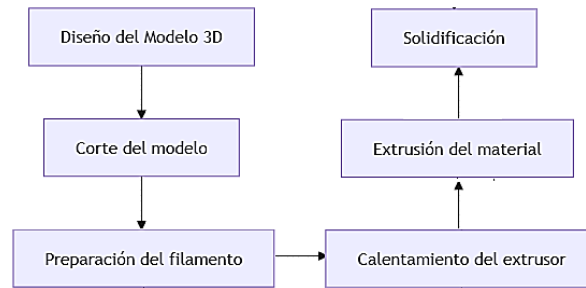 Diseño del Modelo 3D
Corte del modelo
Preparación del filamento
Calentamiento del extrusor
Extrusión del material
Solidificación